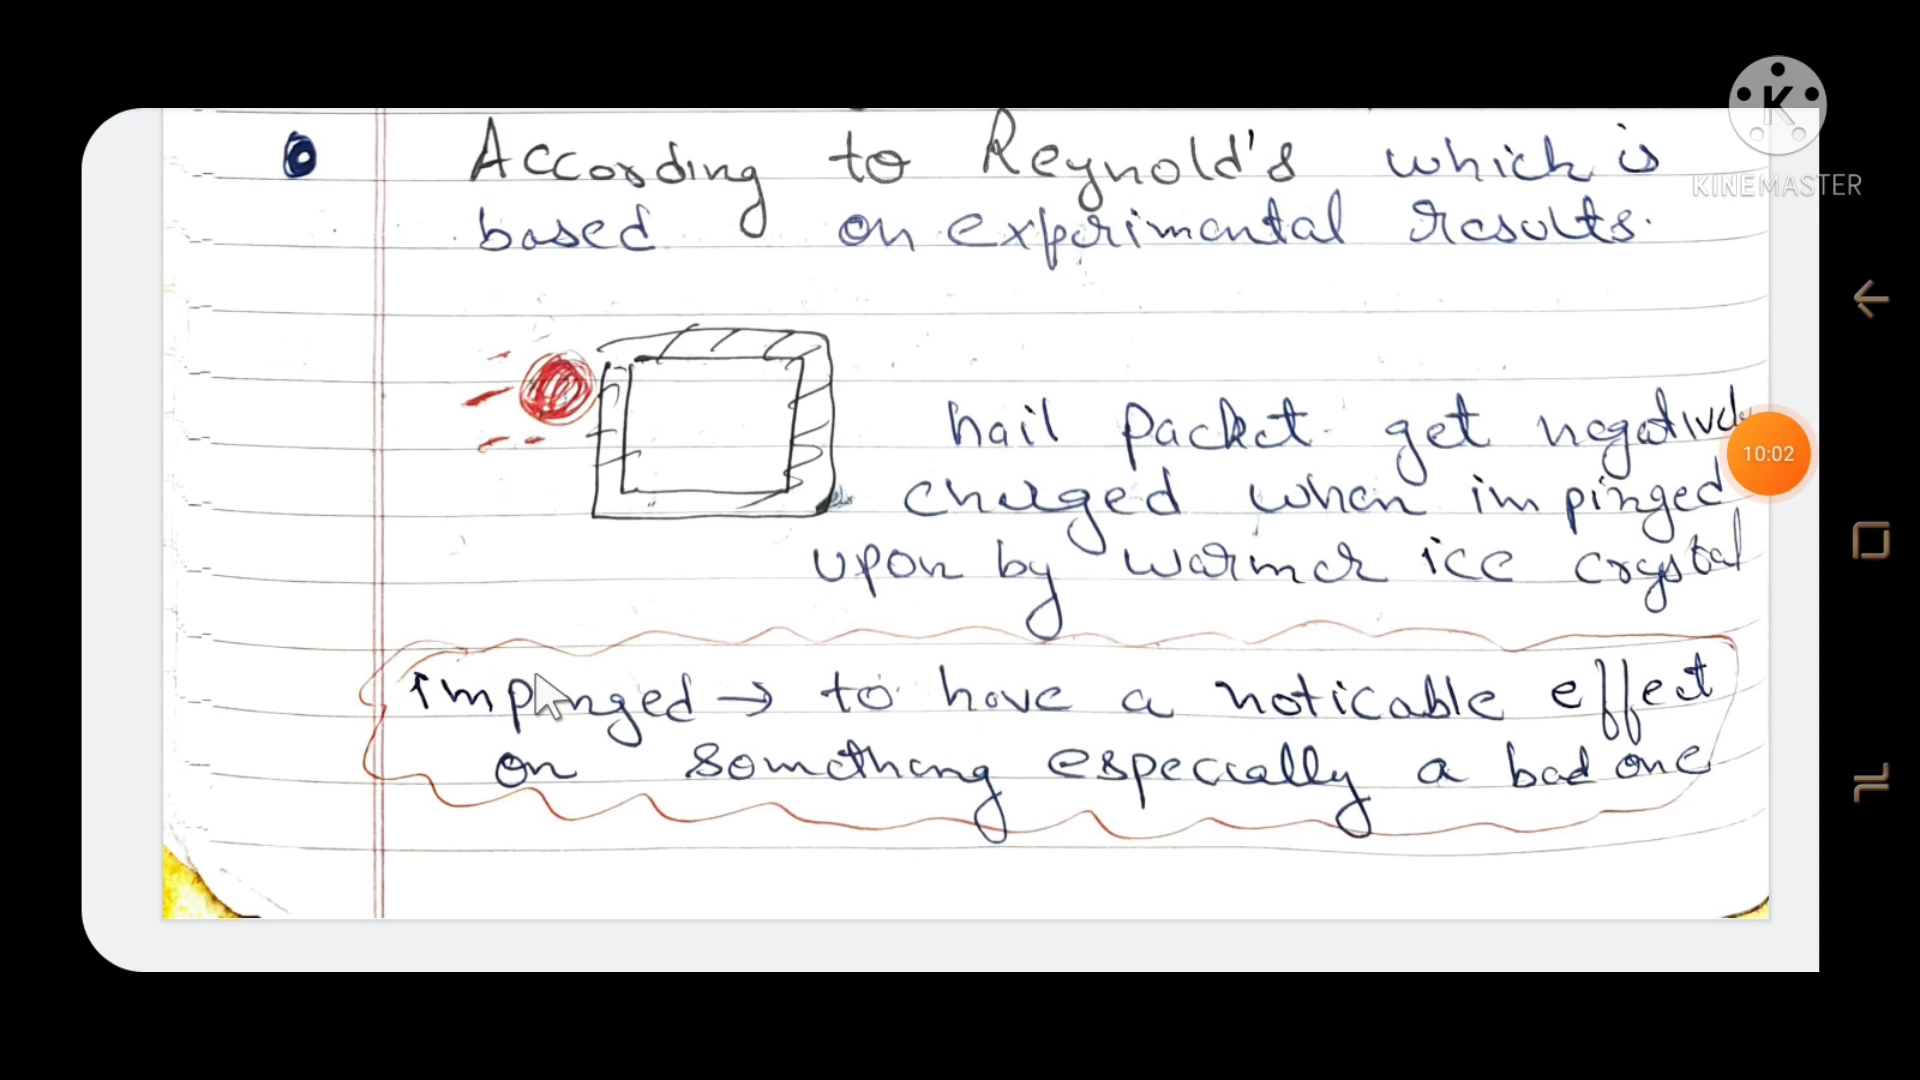 According to Reynold's which is
based on experimental results.
hail packet get negatively
charged when impinged
upon by warmer ice crystal
impinged → to have a noticable effect
on something especially a bad one
K
KINEMASTER
10:02